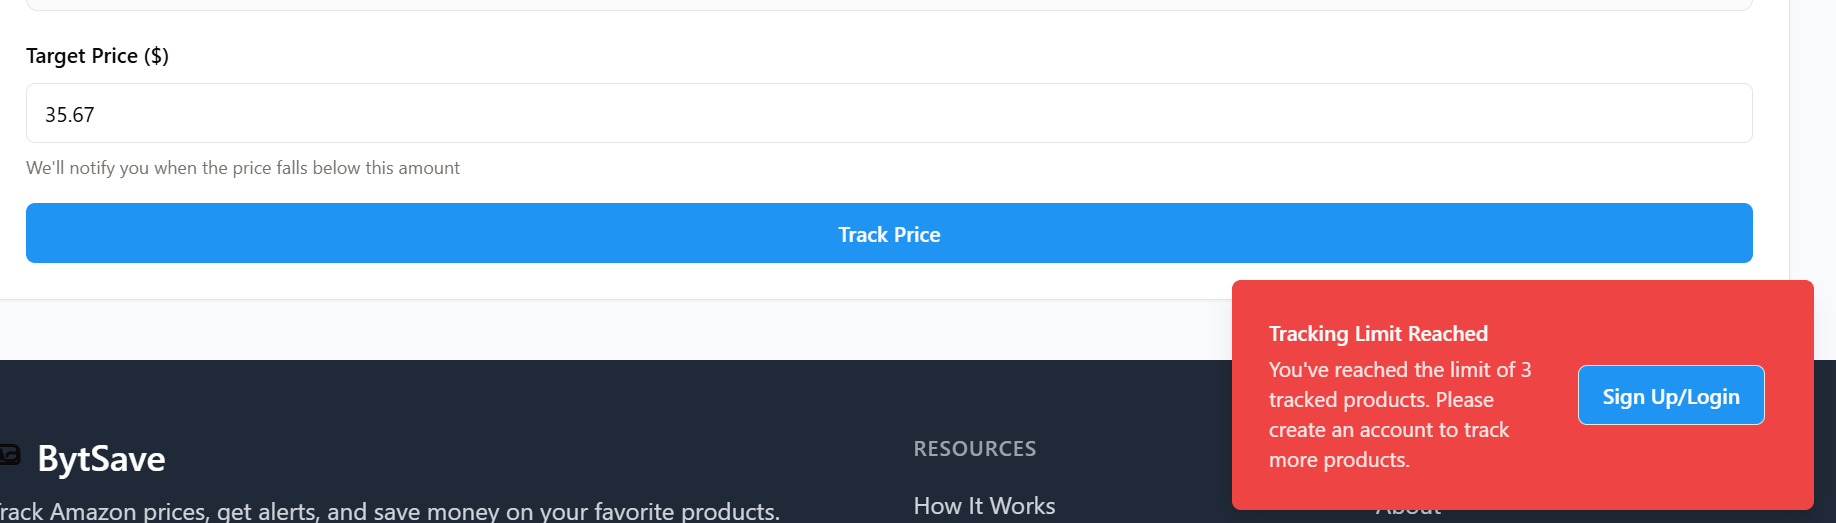 Target Price ($)
35.67
We'll notify you when the price falls below this amount
Track Price
Tracking Limit Reached
You've reached the limit of 3
tracked products. Please
create an account to track
more products.
Sign Up/Login
BytSave
Track Amazon prices, get alerts, and save money on your favorite products.
RESOURCES
How It Works
About